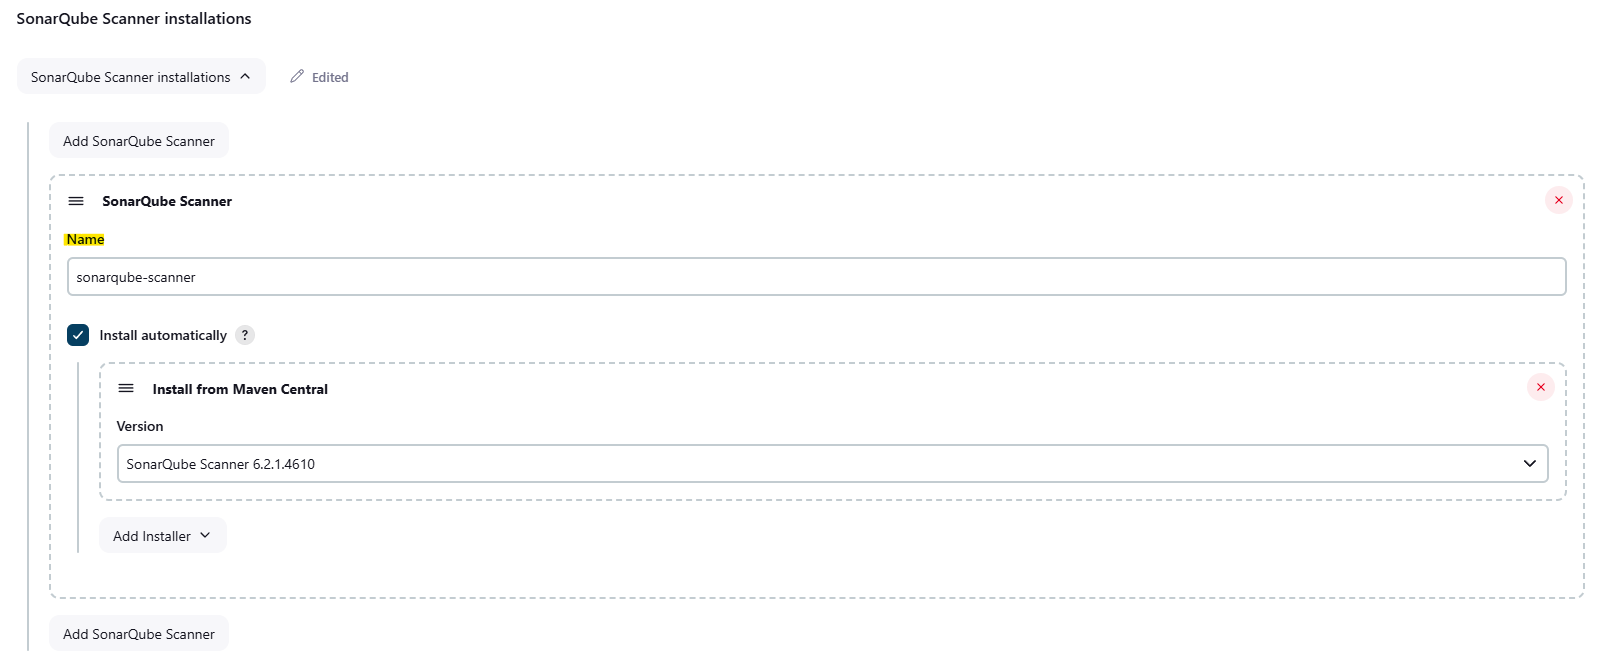 SonarQube Scanner installations
SonarQube Scanner installations
Edited
Add SonarQube Scanner
SonarQube Scanner
Name
sonarqube-scanner
Install automatically ?
Install from Maven Central
Version
SonarQube Scanner 6.2.1.4610
Add Installer
Add SonarQube Scanner